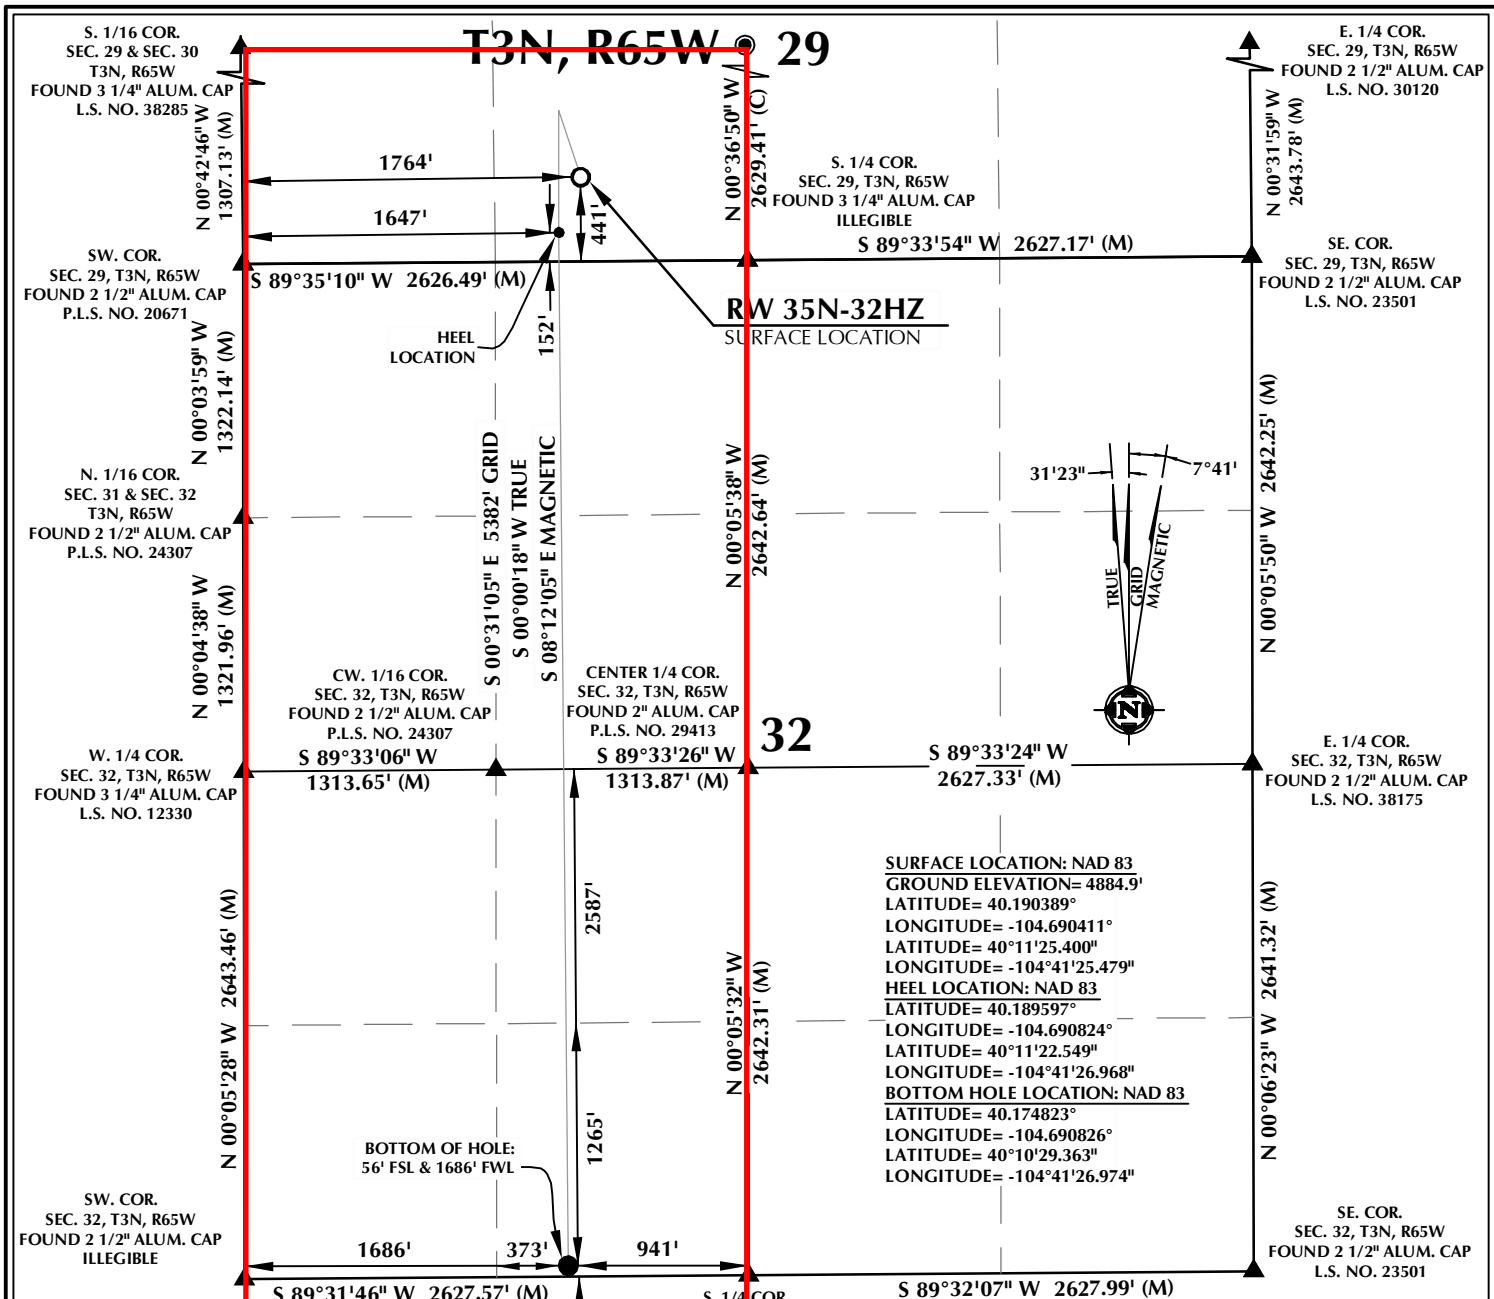 T3N, R65W 29
S. 1/16 COR.
SEC. 29 & SEC. 30
T3N, R65W
FOUND 3 1/4" ALUM. CAP
L.S. NO. 38285
E. 1/4 COR.
SEC. 29, T3N, R65W
FOUND 2 1/2" ALUM. CAP
L.S. NO. 30120
N 00°42'46" W
1307.13' (M)
N 00°36'50" W
2629.41' (C)
N 00°31'59" W
2643.78' (M)
1764'
1647'
441'
S. 1/4 COR.
SEC. 29, T3N, R65W
FOUND 3 1/4" ALUM. CAP
ILLEGIBLE
S 89°33'54" W 2627.17' (M)
SW. COR.
SEC. 29, T3N, R65W
FOUND 2 1/2" ALUM. CAP
P.L.S. NO. 20671
S 89°35'10" W 2626.49' (M)
SE. COR.
SEC. 29, T3N, R65W
FOUND 2 1/2" ALUM. CAP
L.S. NO. 23501
RW 35N-32HZ
SURFACE LOCATION
HEEL
LOCATION
152'
N 00°03'59" W
1322.14' (M)
S 00°31'05" E 5382' GRID
S 00°00'18" W TRUE
S 08°12'05" E MAGNETIC
N 00°05'38" W
2642.64' (M)
N 00°05'50" W 2642.25' (M)
31'23"
7°41'
TRUE
GRID
MAGNETIC
N
N. 1/16 COR.
SEC. 31 & SEC. 32
T3N, R65W
FOUND 2 1/2" ALUM. CAP
P.L.S. NO. 24307
N 00°04'38" W
1321.96' (M)
CW. 1/16 COR.
SEC. 32, T3N, R65W
FOUND 2 1/2" ALUM. CAP
P.L.S. NO. 24307
CENTER 1/4 COR.
SEC. 32, T3N, R65W
FOUND 2" ALUM. CAP
P.L.S. NO. 29413
32
W. 1/4 COR.
SEC. 32, T3N, R65W
FOUND 3 1/4" ALUM. CAP
L.S. NO. 12330
S 89°33'06" W
1313.65' (M)
S 89°33'26" W
1313.87' (M)
S 89°33'24" W
2627.33' (M)
E. 1/4 COR.
SEC. 32, T3N, R65W
FOUND 2 1/2" ALUM. CAP
L.S. NO. 38175
SURFACE LOCATION: NAD 83
GROUND ELEVATION= 4884.9'
LATITUDE= 40.190389°
LONGITUDE= -104.690411°
LATITUDE= 40°11'25.400"
LONGITUDE= -104°41'25.479"
HEEL LOCATION: NAD 83
LATITUDE= 40.189597°
LONGITUDE= -104.690824°
LATITUDE= 40°11'22.549"
LONGITUDE= -104°41'26.968"
BOTTOM HOLE LOCATION: NAD 83
LATITUDE= 40.174823°
LONGITUDE= -104.690826°
LATITUDE= 40°10'29.363"
LONGITUDE= -104°41'26.974"
N 00°05'28" W 2643.46' (M)
2587'
1265'
N 00°05'32" W
2642.31' (M)
N 00°06'23" W 2641.32' (M)
BOTTOM OF HOLE:
56' FSL & 1686' FWL
SW. COR.
SEC. 32, T3N, R65W
FOUND 2 1/2" ALUM. CAP
ILLEGIBLE
1686'
373'
941'
SE. COR.
SEC. 32, T3N, R65W
FOUND 2 1/2" ALUM. CAP
L.S. NO. 23501
S 89°31'46" W 2627.57' (M)
S. 1/4 COR.
S 89°32'07" W 2627.99' (M)